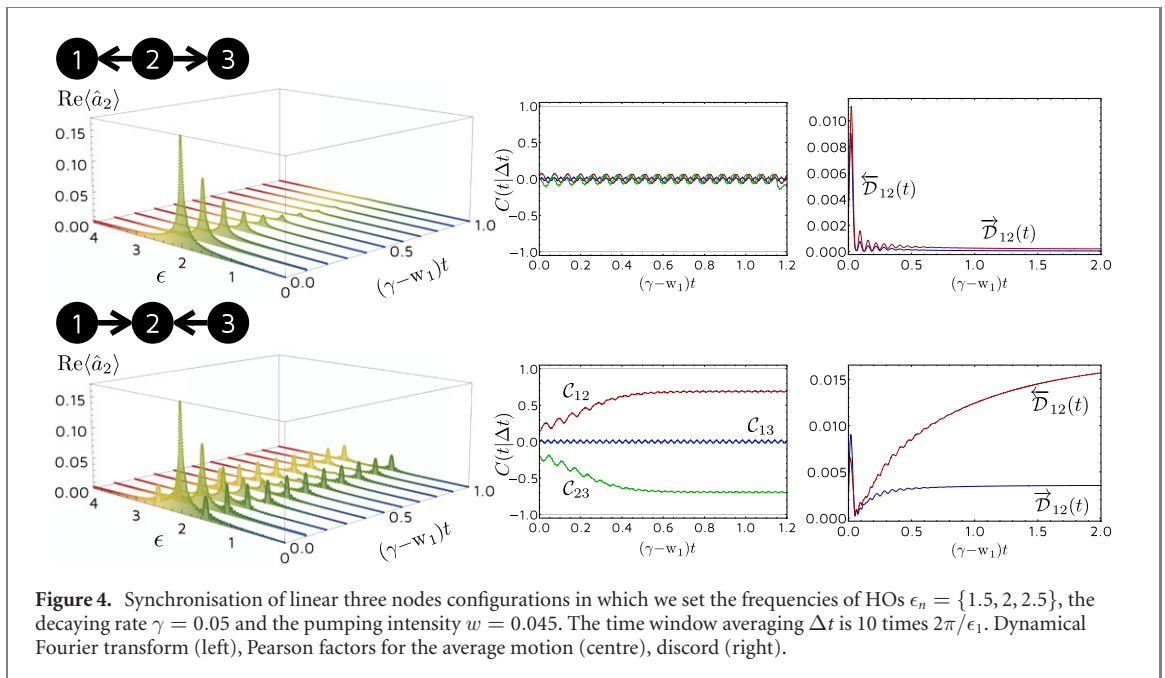 1 2 3
Re⟨â₂⟩
0.15
0.10
0.05
0.00
4
3
2
1
0
ϵ
0.0
0.5
1.0
(γ−w₁)t
1.0
0.5
0.0
−0.5
−1.0
C(t|Δt)
0.0 0.2 0.4 0.6 0.8 1.0 1.2
(γ−w₁)t
0.010
0.008
0.006
0.004
0.002
0.000
𝒟⃖₁₂(t)
𝒟⃗₁₂(t)
0.0 0.5 1.0 1.5 2.0
(γ−w₁)t
1 2 3
Re⟨â₂⟩
0.15
0.10
0.05
0.00
4
3
2
1
0
ϵ
0.0
0.5
1.0
(γ−w₁)t
1.0
0.5
0.0
−0.5
−1.0
C(t|Δt)
𝒞₁₂
𝒞₁₃
𝒞₂₃
0.0 0.2 0.4 0.6 0.8 1.0 1.2
(γ−w₁)t
0.015
0.010
0.005
0.000
𝒟⃖₁₂(t)
𝒟⃗₁₂(t)
0.0 0.5 1.0 1.5 2.0
(γ−w₁)t
Figure 4. Synchronisation of linear three nodes configurations in which we set the frequencies of HOs ϵₙ = {1.5, 2, 2.5}, the
decaying rate γ = 0.05 and the pumping intensity w = 0.045. The time window averaging Δt is 10 times 2π/ϵ₁. Dynamical
Fourier transform (left), Pearson factors for the average motion (centre), discord (right).